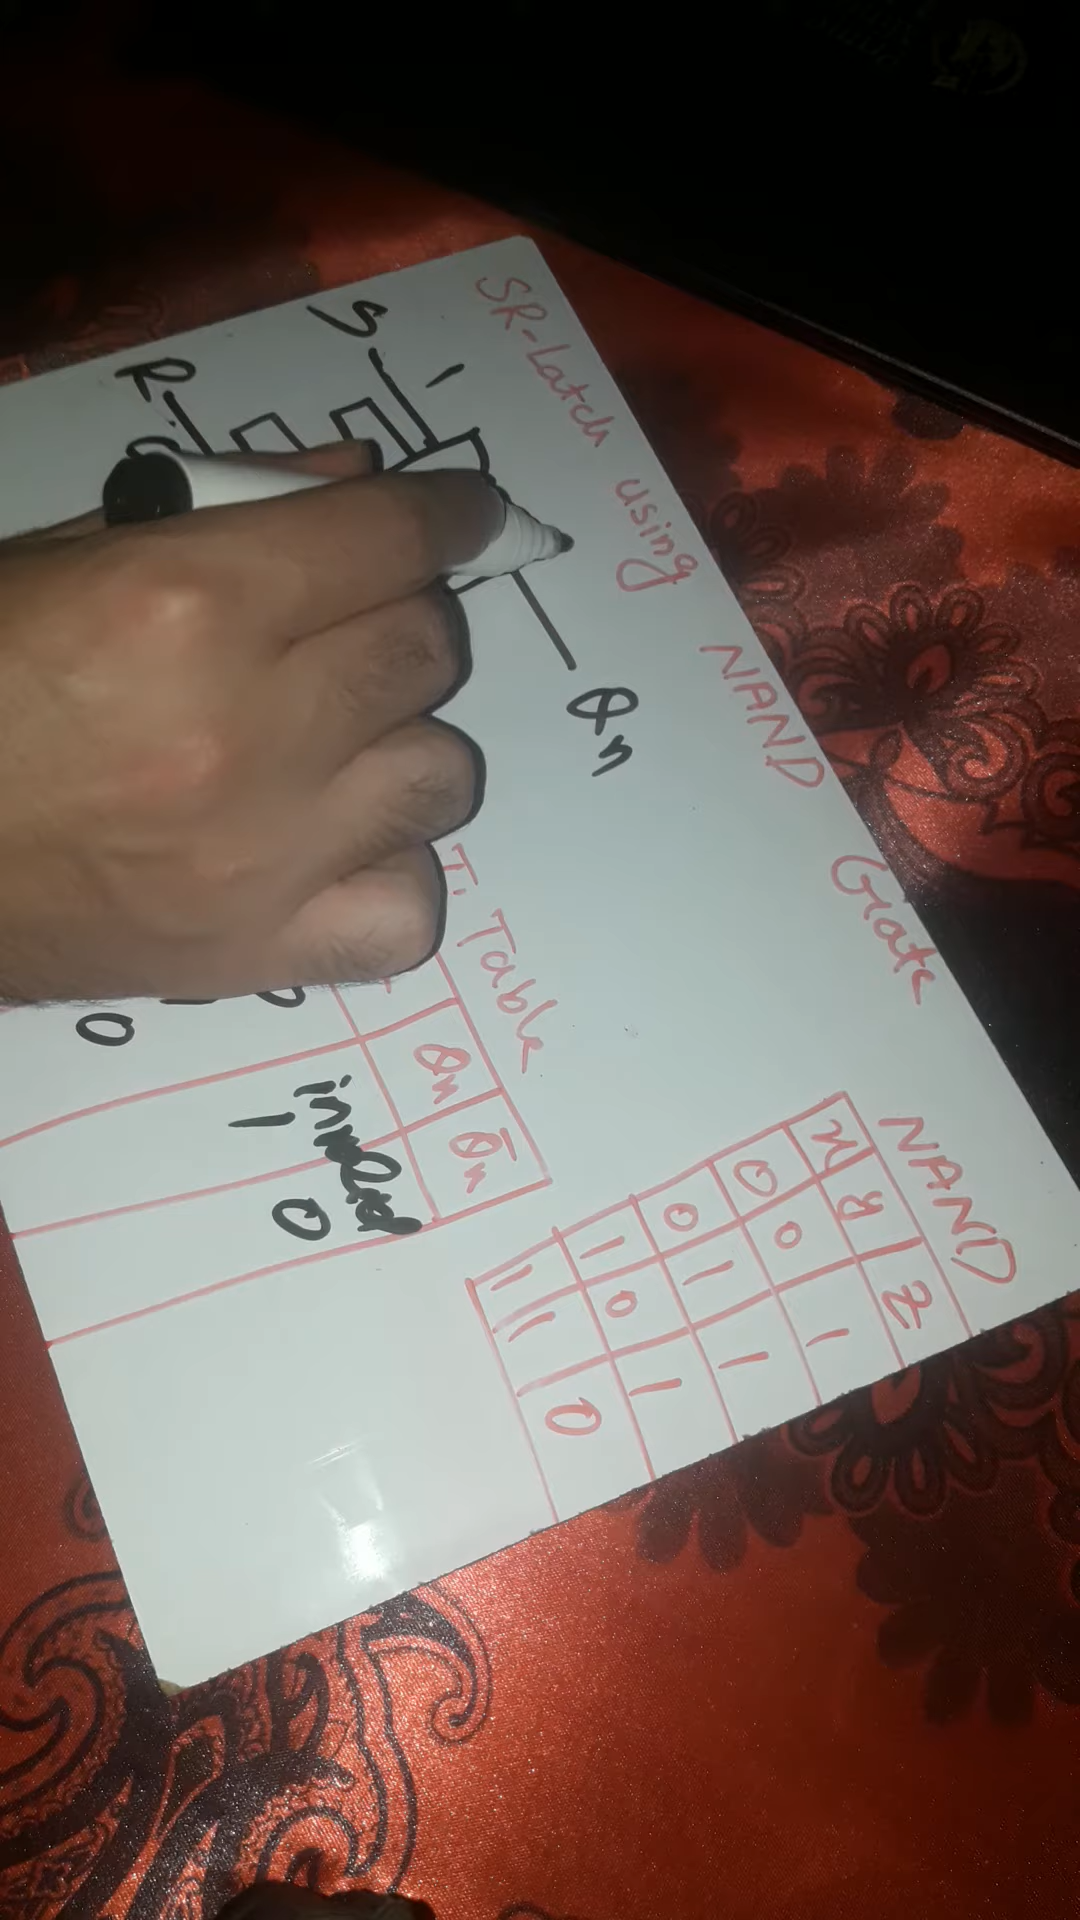 SR-Latch using NAND Gate
NAND
x y z
0 0 1
0 1 1
1 0 1
1 1 0
S 1
R
Qn
T. Table
Qn Q̄n
invalid
1 0
0